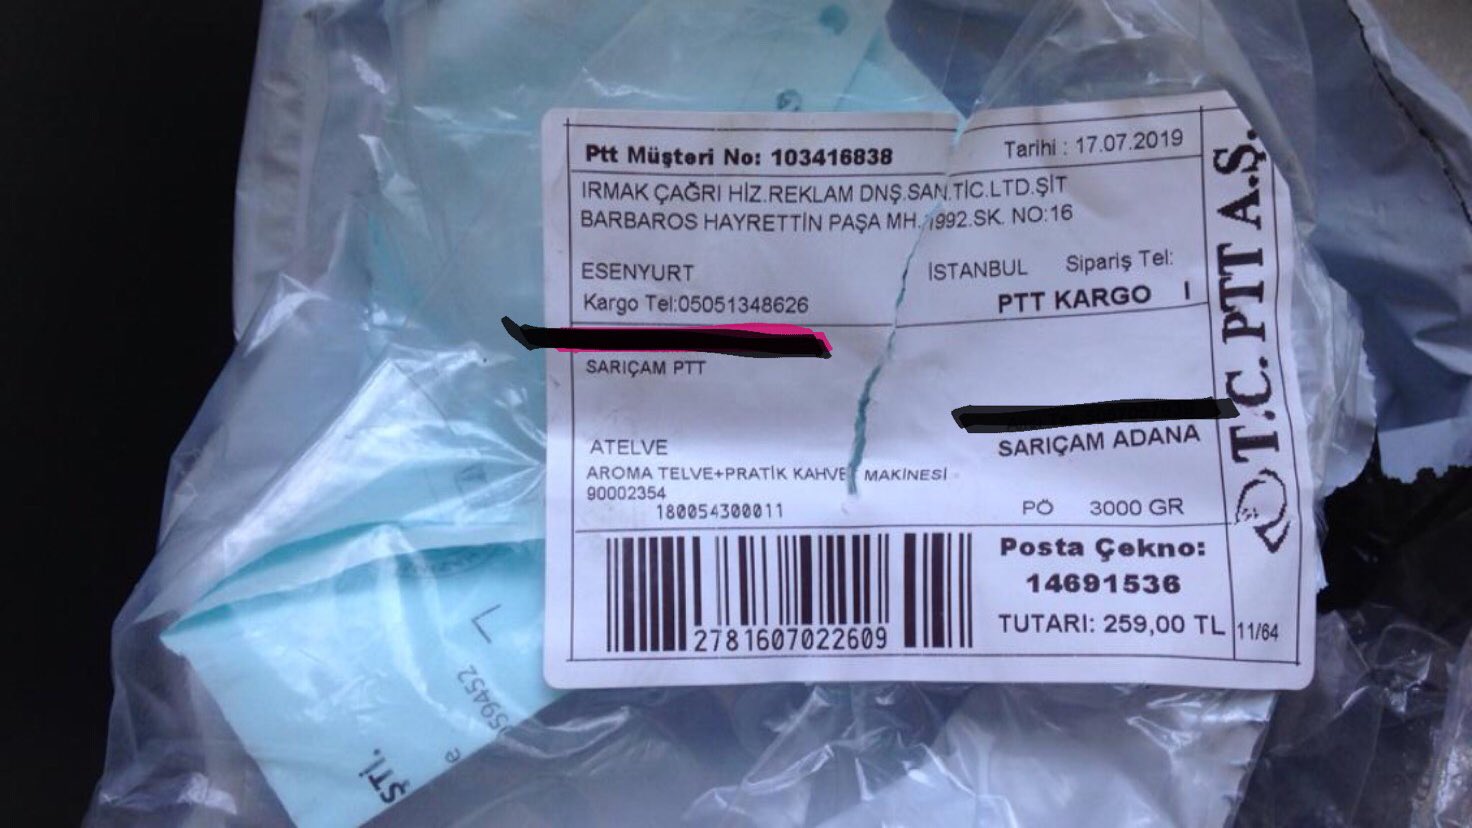 Ptt Müşteri No: 103416838
Tarihi : 17.07.2019
IRMAK ÇAĞRI HİZ.REKLAM DNŞ.SAN.TİC.LTD.ŞİT
BARBAROS HAYRETTİN PAŞA MH.1992.SK. NO:16
ESENYURT
İSTANBUL
Sipariş Tel:
Kargo Tel:05051348626
PTT KARGO I
SARIÇAM PTT
SARIÇAM ADANA
ATELVE
AROMA TELVE+PRATİK KAHVE MAKİNESİ
90002354
180054300011
PÖ 3000 GR
Posta Çekno:
14691536
TUTARI: 259,00 TL
2781607022609
11/64
T.C. PTT A.Ş.
59452
ŞTİ.